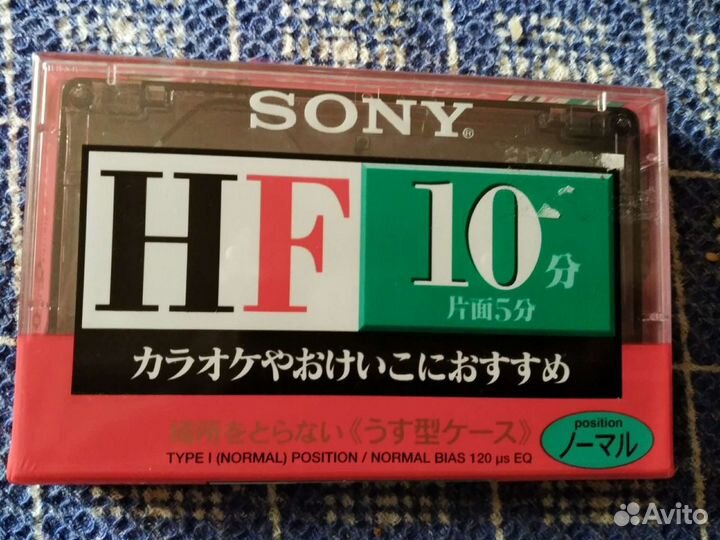 SONY®
HF 10分
片面5分
カラオケやおけいこにおすすめ
場所をとらない《うす型ケース》
position
ノーマル
TYPE I (NORMAL) POSITION / NORMAL BIAS 120 µs EQ
Avito